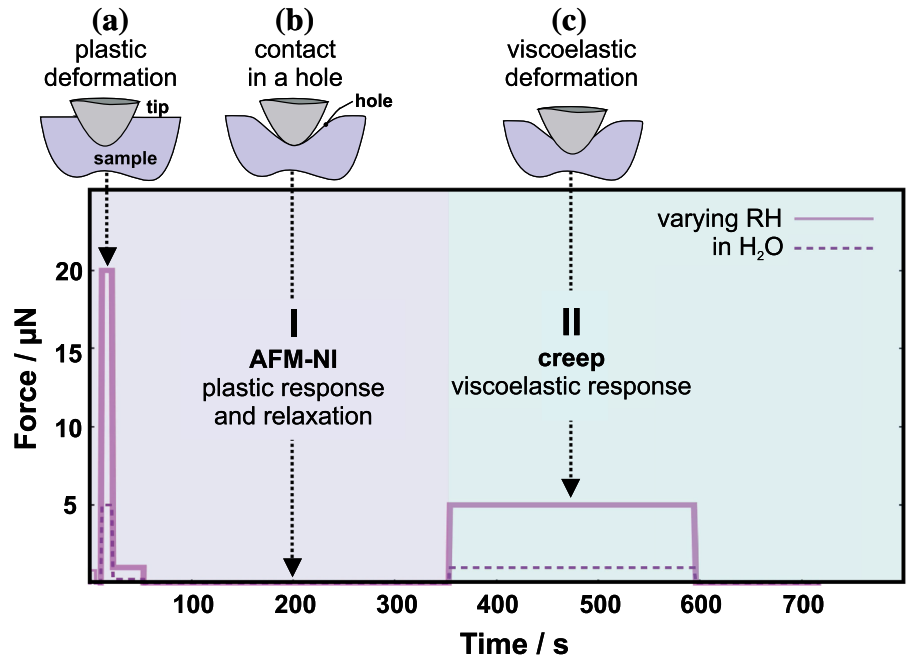 (a)
plastic
deformation
tip
sample
(b)
contact
in a hole
hole
(c)
viscoelastic
deformation
varying RH
in H₂O
I
AFM-NI
plastic response
and relaxation
II
creep
viscoelastic response
Force / µN
20
15
10
5
100 200 300 400 500 600 700
Time / s